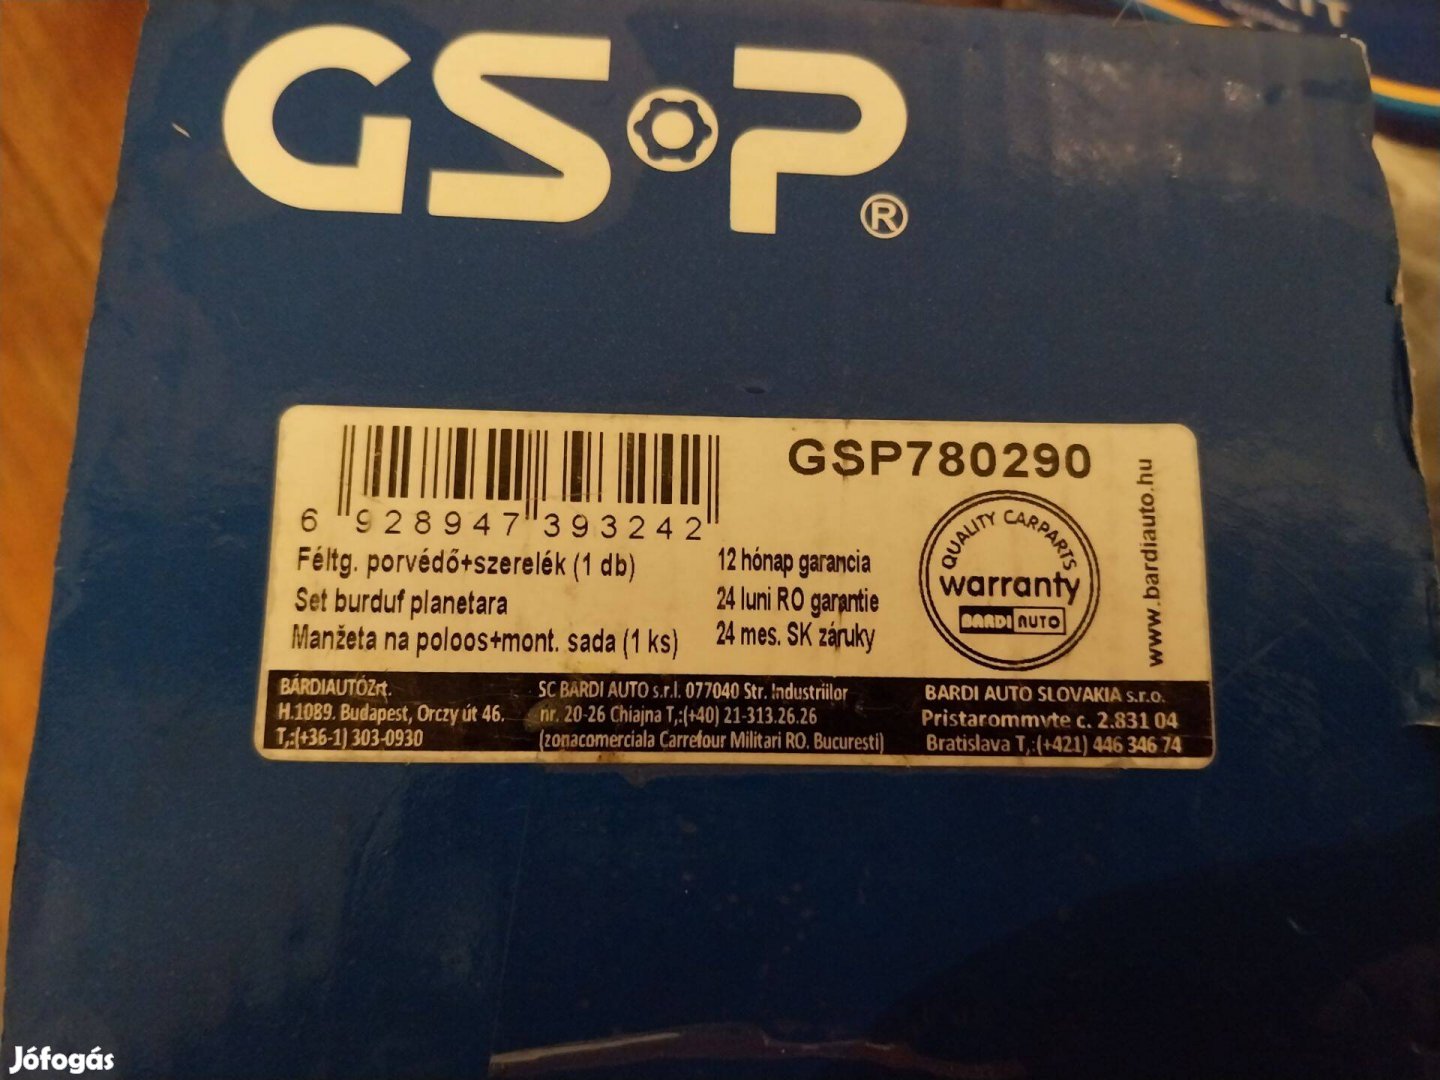 GSP®
GSP780290
6 928947 393242
Féltg. porvédő+szerelék (1 db)
12 hónap garancia
Set burduf planetara
24 luni RO garantie
Manžeta na poloos+mont. sada (1 ks)
24 mes. SK záruky
QUALITY CARPARTS
warranty
BARDI AUTO
www.bardiauto.hu
BÁRDIAUTÓZrt.
H.1089. Budapest, Orczy út 46.
T,:(+36-1) 303-0930
SC BARDI AUTO s.r.l. 077040 Str. Industriilor
nr. 20-26 Chiajna T,:(+40) 21-313.26.26
(zonacomerciala Carrefour Militari RO. Bucuresti)
BARDI AUTO SLOVAKIA s.r.o.
Pristarommvte c. 2.831 04
Bratislava T,:(+421) 446 346 74
Jófogás